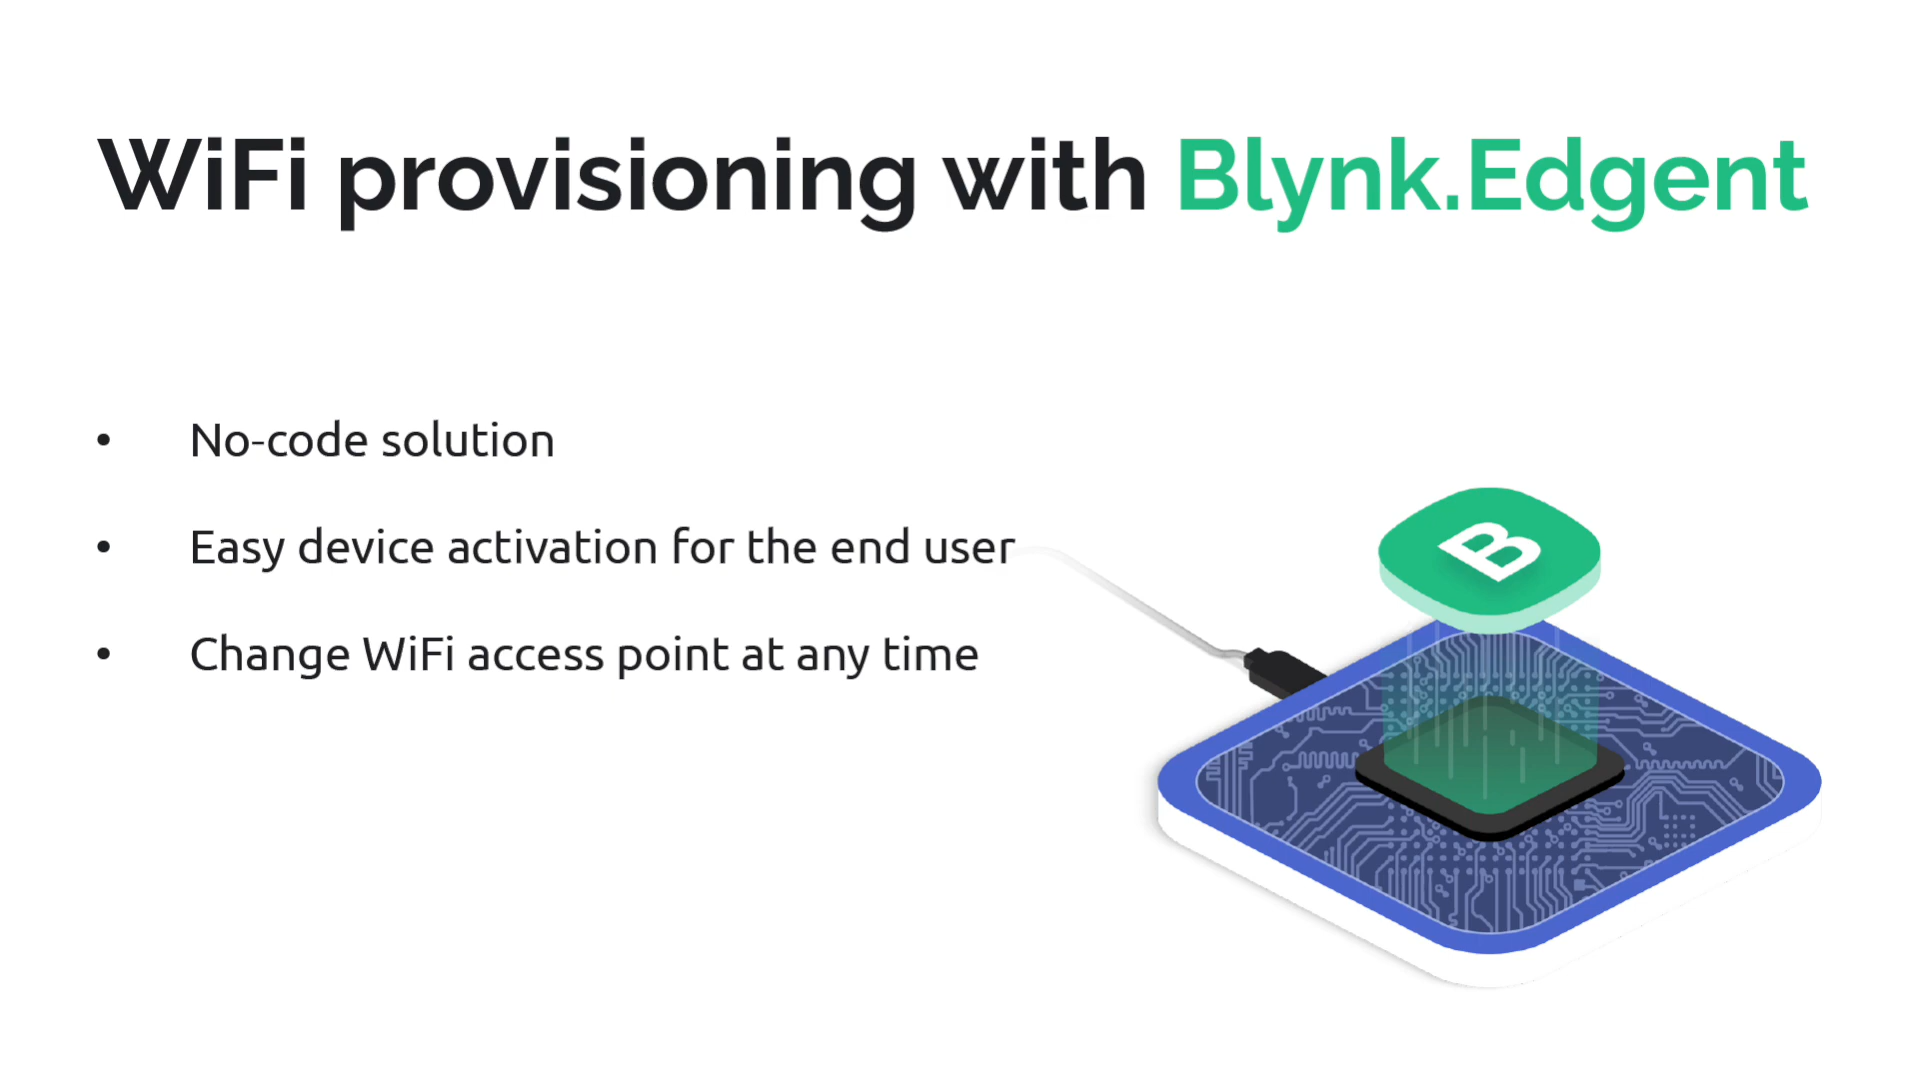 WiFi provisioning with Blynk.Edgent
• No-code solution
• Easy device activation for the end user
• Change WiFi access point at any time
B